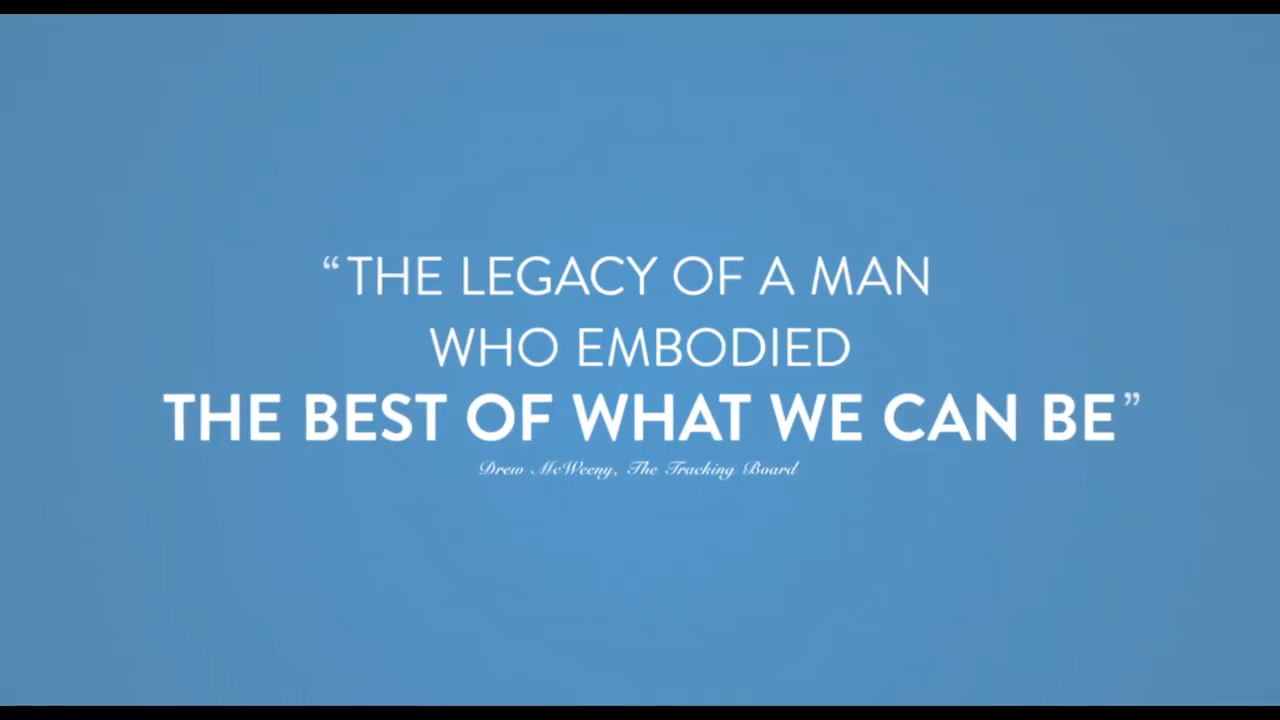 “THE LEGACY OF A MAN
WHO EMBODIED
THE BEST OF WHAT WE CAN BE”
Drew McWeeny, The Tracking Board